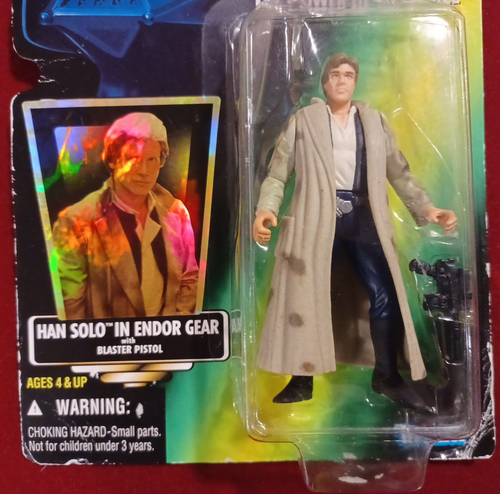 HAN SOLO™ IN ENDOR GEAR
with
BLASTER PISTOL
AGES 4 & UP
WARNING:
CHOKING HAZARD-Small parts.
Not for children under 3 years.